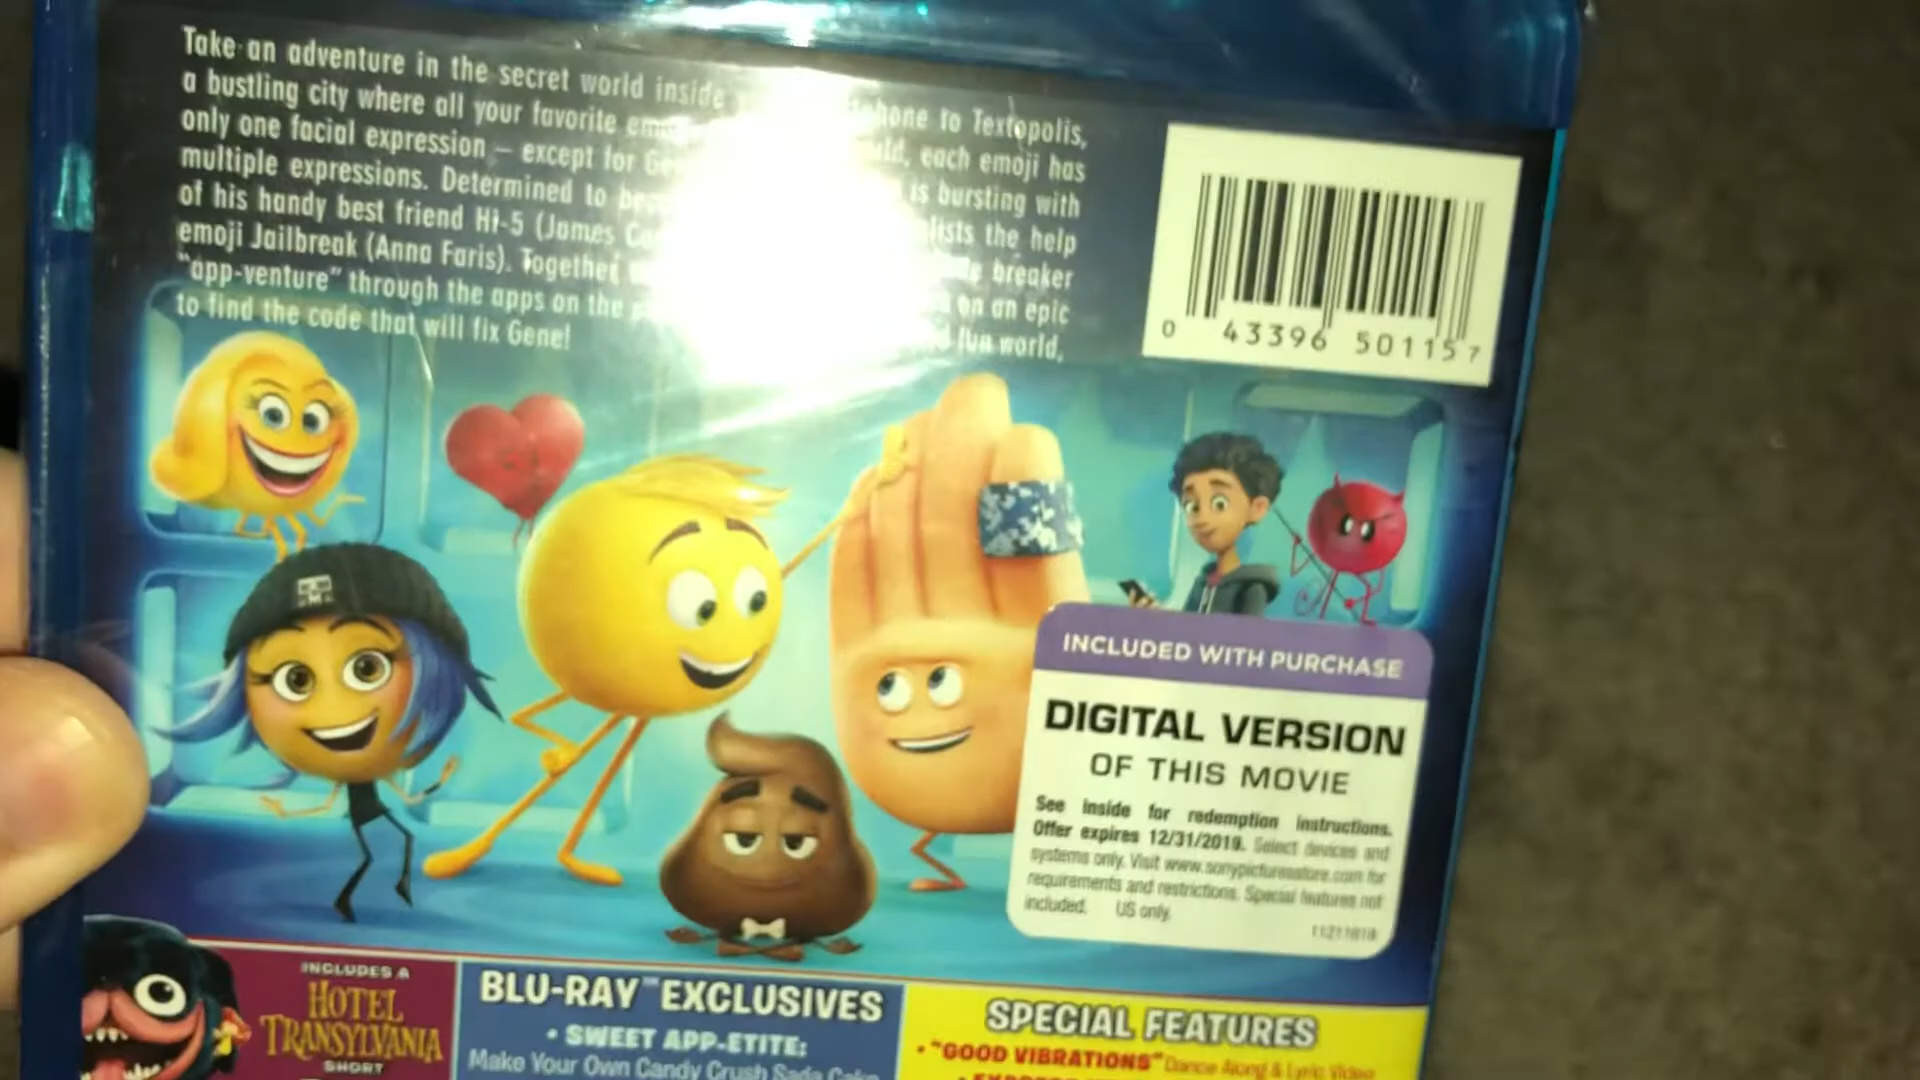 Take an adventure in the secret world inside phone to Textopolis,
a bustling city where all your favorite each emoji has
only one facial expression – except for is bursting with
multiple expressions. Determined to the help
of his handy best friend Hi-5 (James breaker
emoji Jailbreak (Anna Faris). Together on an epic
"app-venture" through the apps on the fun world,
to find the code that will fix Gene!
0 43396 50115 7
INCLUDED WITH PURCHASE
DIGITAL VERSION
OF THIS MOVIE
See inside for redemption instructions.
Offer expires 12/31/2019. Select devices and
systems only. Visit www.sonypicturesstore.com for
requirements and restrictions. Special features not
included. US only.
INCLUDES A
HOTEL
TRANSYLVANIA
SHORT
BLU-RAY™ EXCLUSIVES
• SWEET APP-ETITE:
Make Your Own Candy Crush Saga Cake
SPECIAL FEATURES
• "GOOD VIBRATIONS" Dance Along & Lyric Video